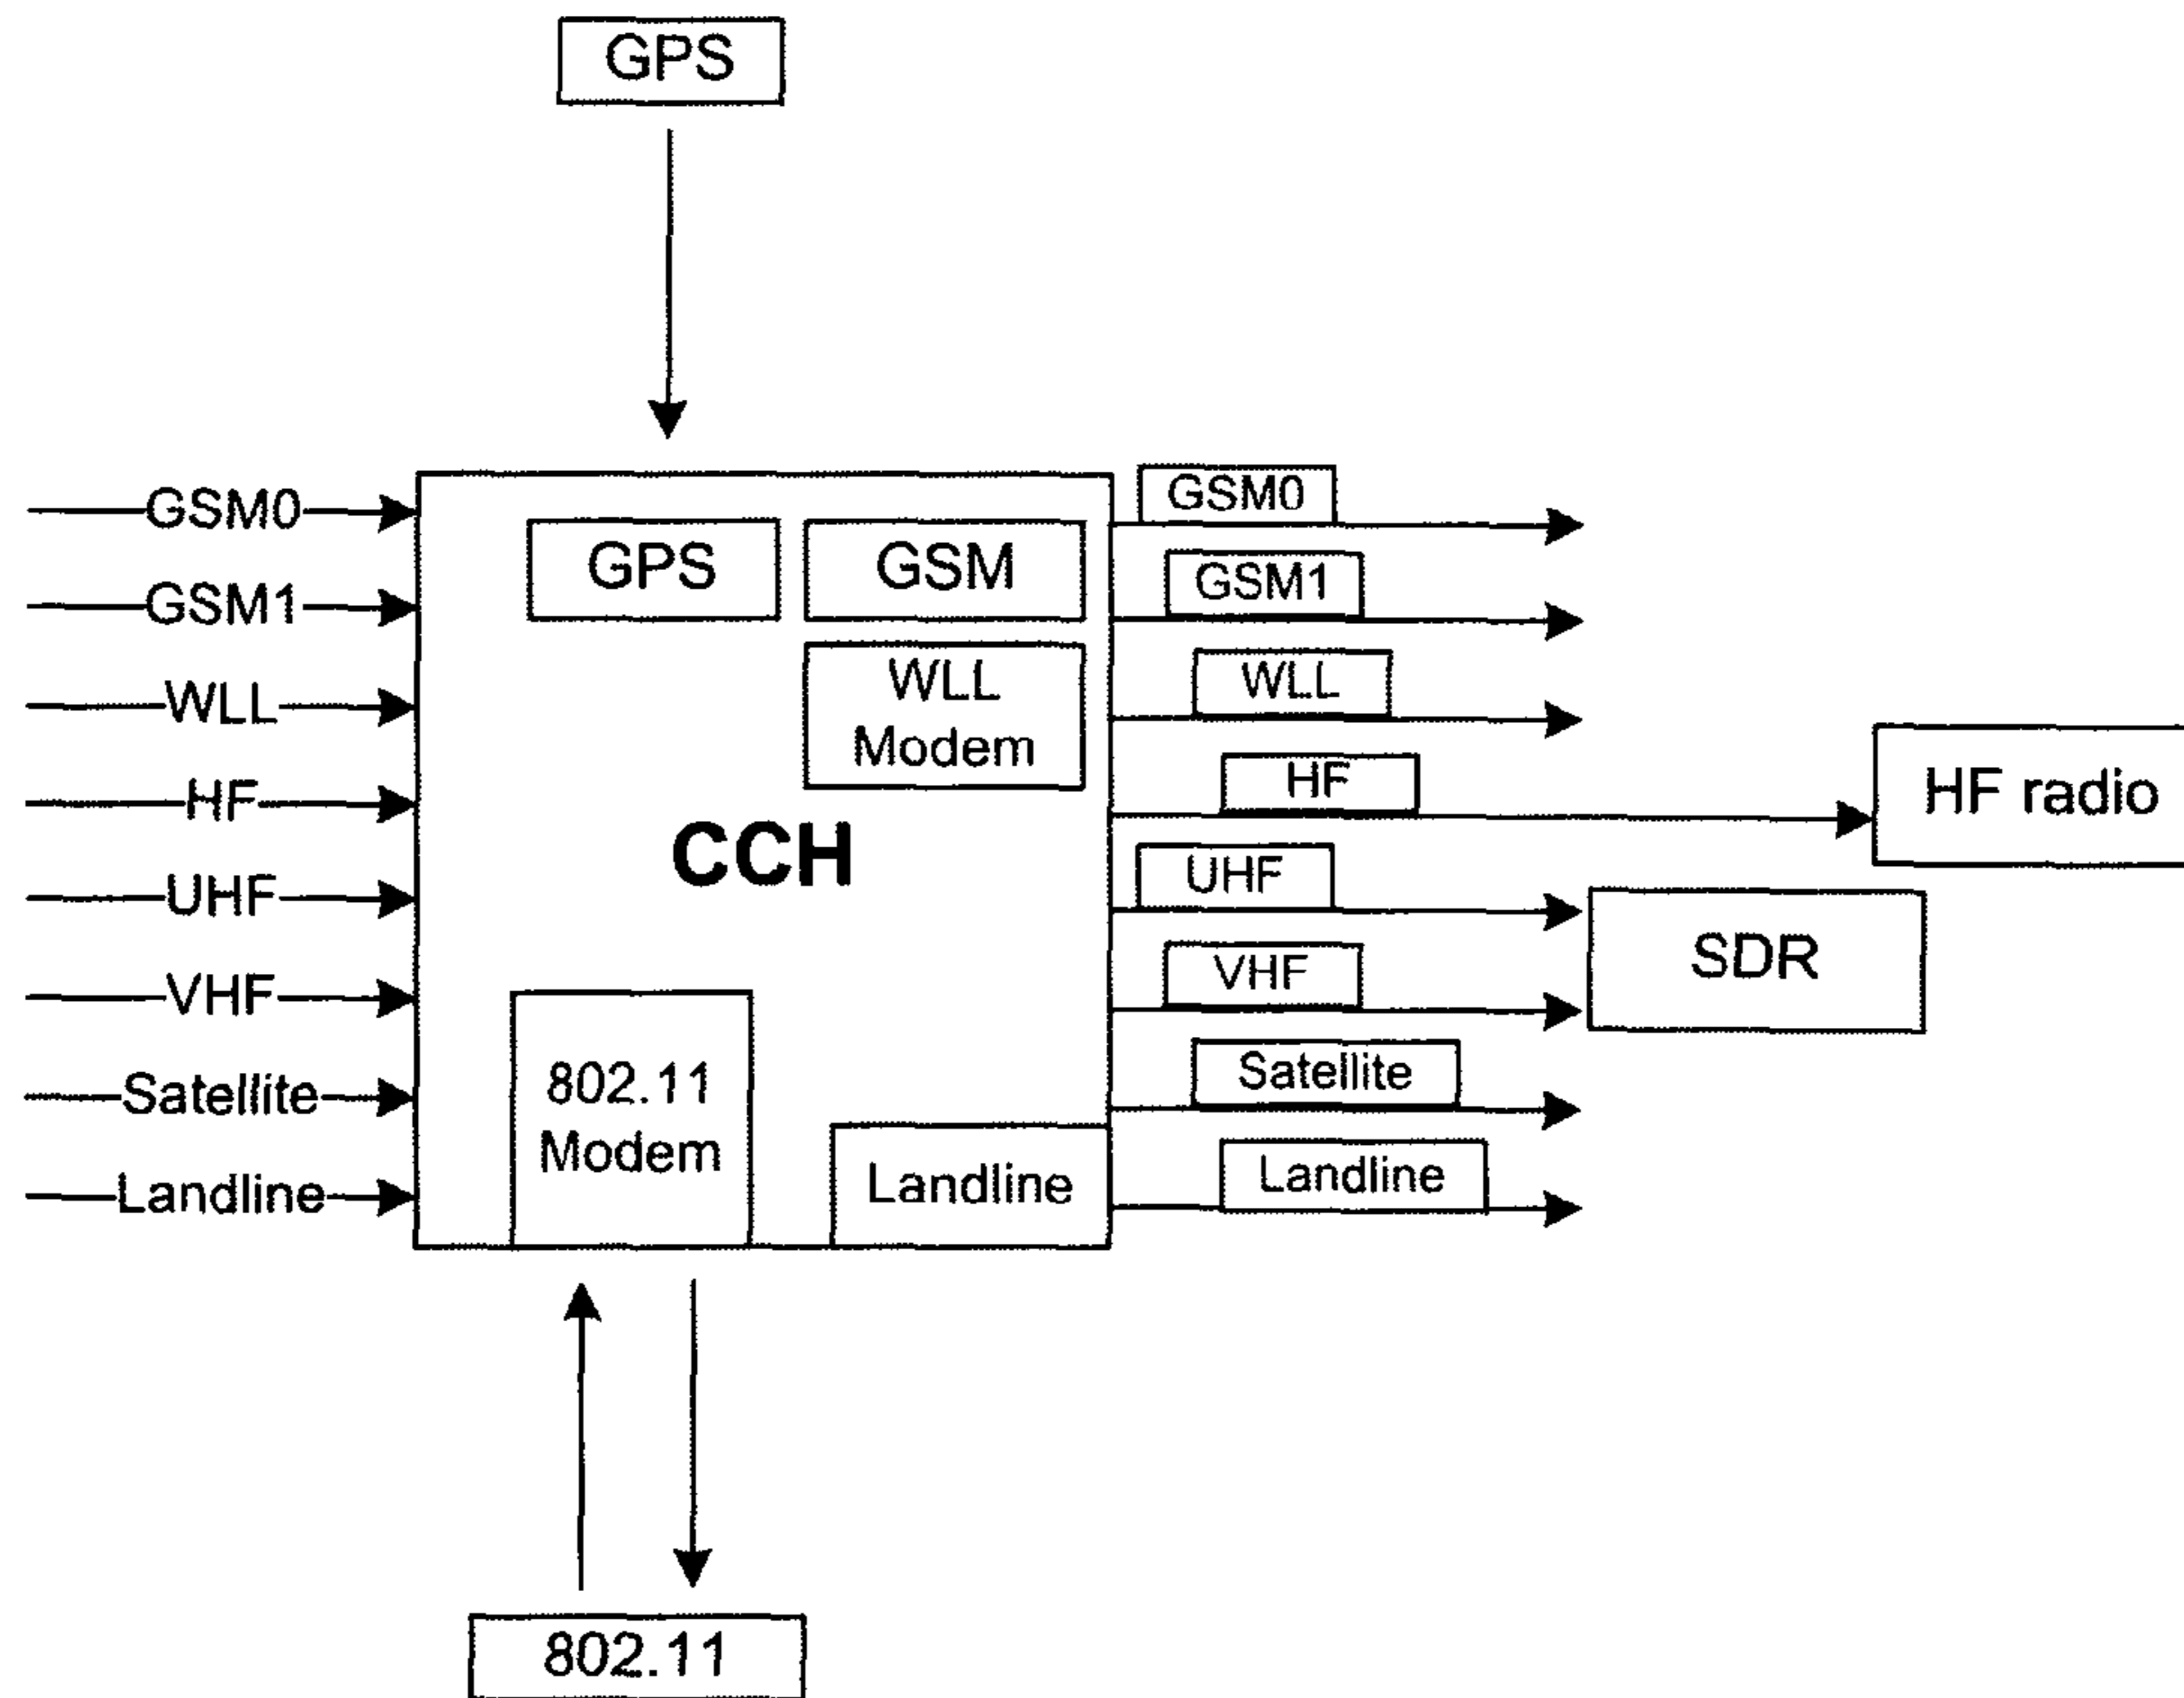 GPS
GSM0
GSM1
WLL
HF
UHF
VHF
Satellite
Landline
GPS
GSM
WLL
Modem
CCH
802.11
Modem
Landline
GSM0
GSM1
WLL
HF
UHF
VHF
Satellite
Landline
HF radio
SDR
802.11